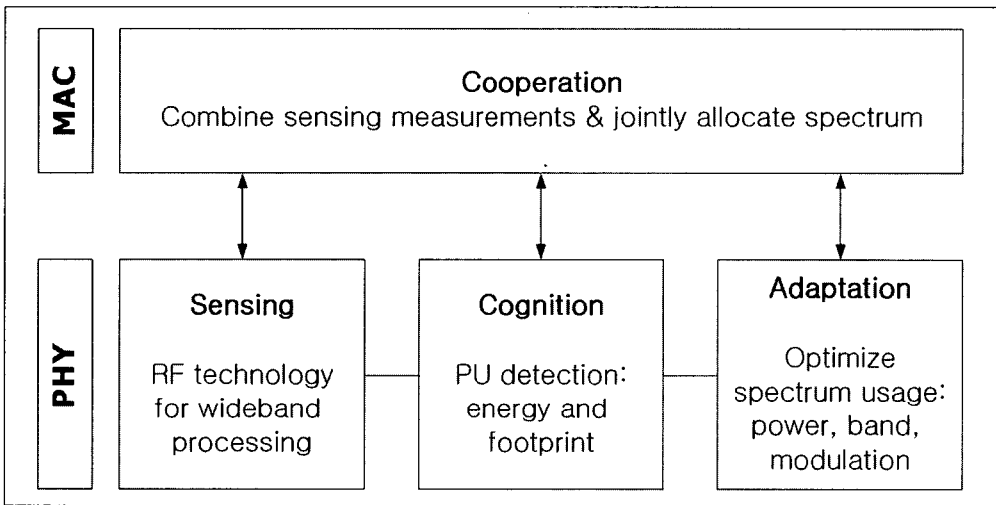 MAC
Cooperation
Combine sensing measurements & jointly allocate spectrum
PHY
Sensing
RF technology
for wideband
processing
Cognition
PU detection:
energy and
footprint
Adaptation
Optimize
spectrum usage:
power, band,
modulation